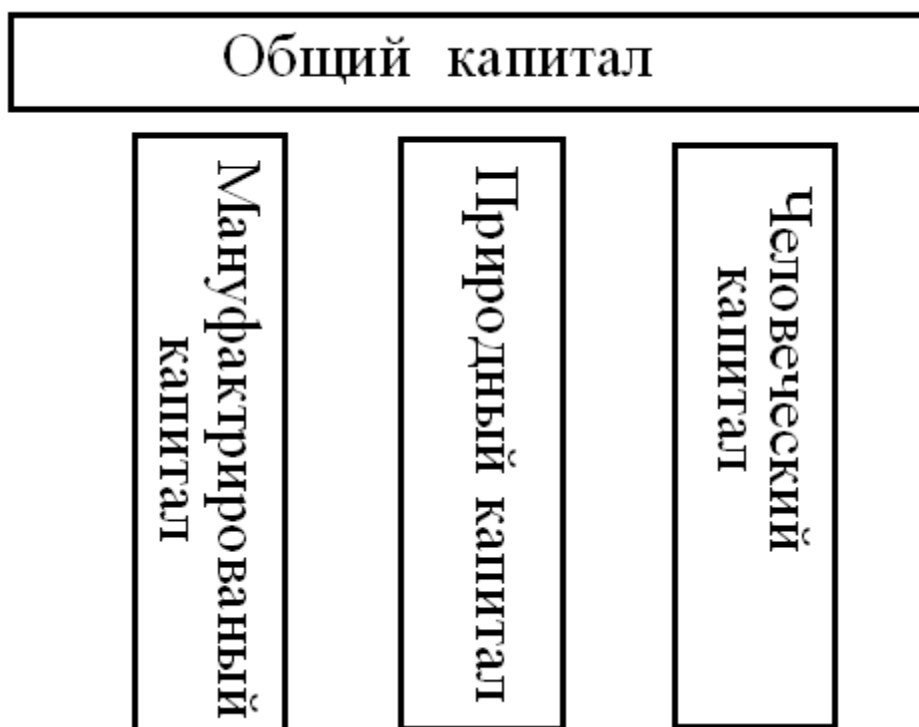 Общий капитал
Мануфактрированый
капитал
Природный капитал
Человеческий
капитал